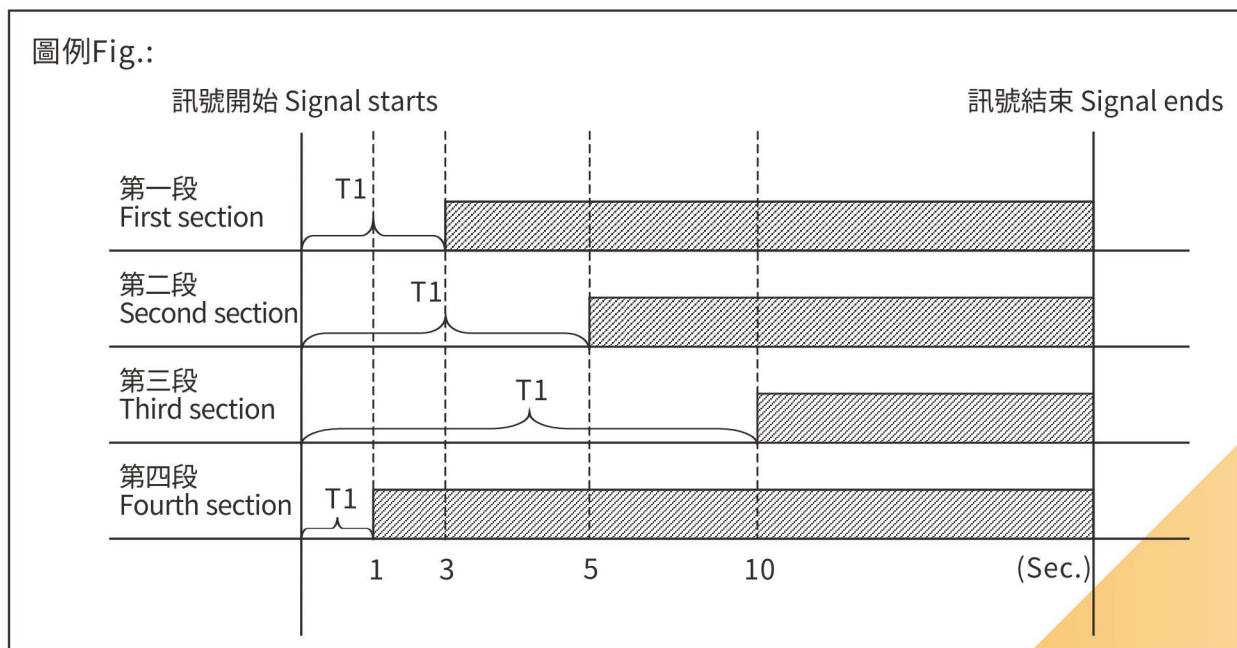 圖例Fig.:
訊號開始 Signal starts
訊號結束 Signal ends
第一段
First section
T1
第二段
Second section
T1
第三段
Third section
T1
第四段
Fourth section
T1
1 3 5 10 (Sec.)